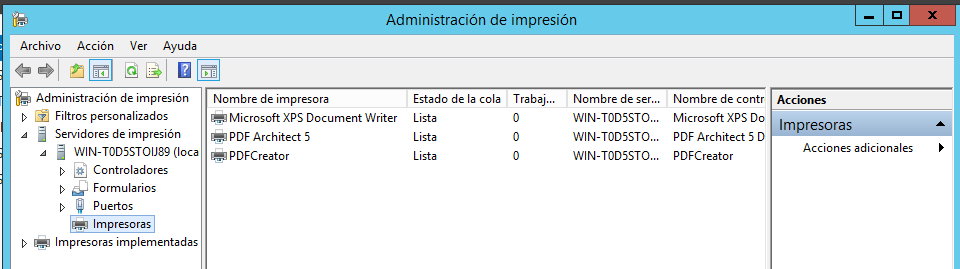 Administración de impresión
Archivo Acción Ver Ayuda
Administración de impresión
Filtros personalizados
Servidores de impresión
WIN-T0D5STOIJ89 (loca
Controladores
Formularios
Puertos
Impresoras
Impresoras implementadas
Nombre de impresora Estado de la cola Trabaj... Nombre de ser... Nombre de contr
Microsoft XPS Document Writer Lista 0 WIN-T0D5STO... Microsoft XPS Do
PDF Architect 5 Lista 0 WIN-T0D5STO... PDF Architect 5 D
PDFCreator Lista 0 WIN-T0D5STO... PDFCreator
Acciones
Impresoras
Acciones adicionales